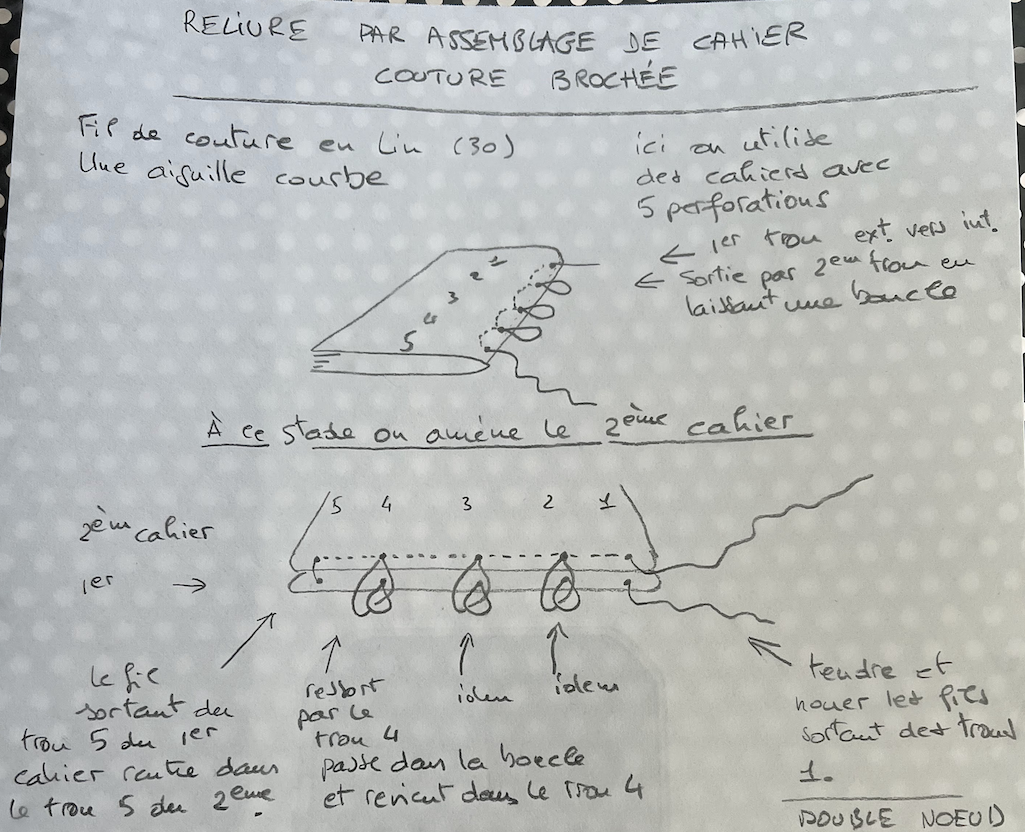 RELIURE PAR ASSEMBLAGE DE CAHIER
COUTURE BROCHÉE
Fil de couture en Lin (30)
Une aiguille courbe
ici on utilise
des cahiers avec
5 perforations
← 1er trou ext. vers int.
← Sortie par 2em trou en
laissant une boucle
1
2
3
4
5
À ce stade on amène le 2ème cahier
5 4 3 2 1
2èm cahier
1er →
le fil
sortant du
trou 5 du 1er
cahier rentre dans
le trou 5 du 2eme.
ressort
par le
trou 4
passe dans la boucle
et revient dans le trou 4
idem
idem
tendre et
nouer les fils
sortant des trous
1.
DOUBLE NOEUD